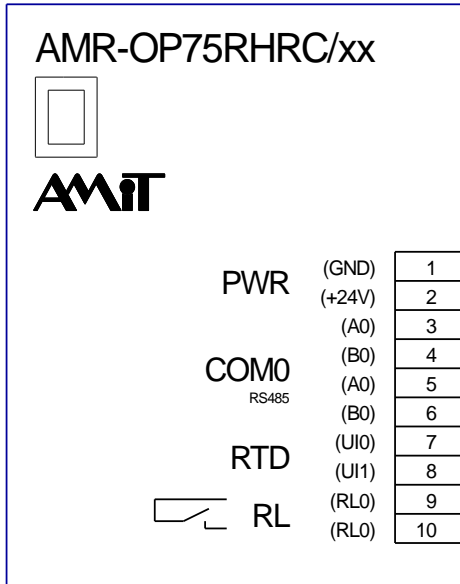 AMR-OP75RHRC/xx
AMiT
PWR (GND) 1
(+24V) 2
(A0) 3
COM0 (B0) 4
RS485 (A0) 5
(B0) 6
RTD (UI0) 7
(UI1) 8
RL (RL0) 9
(RL0) 10